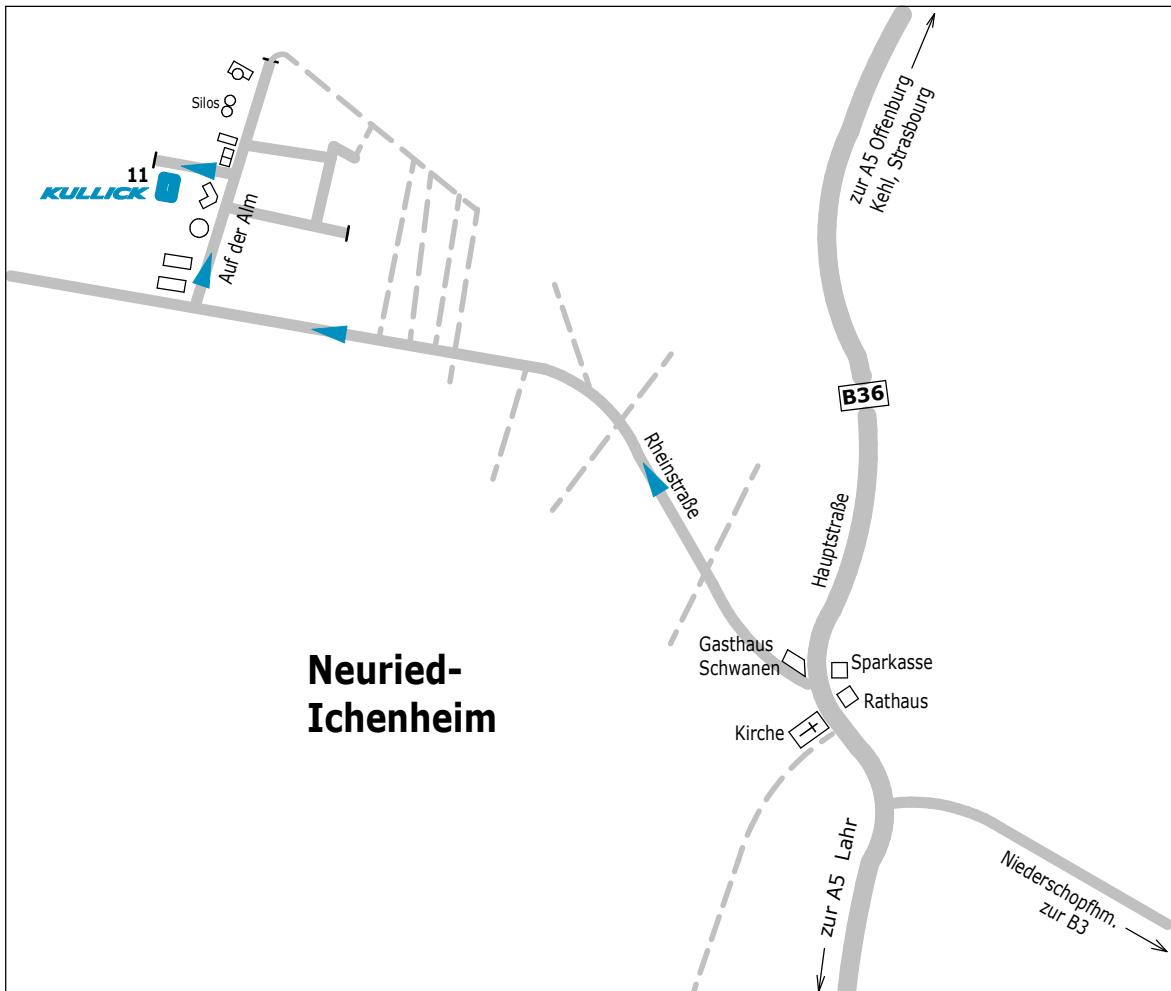 zur A5 Offenburg
Kehl, Strasbourg
Silos
11
KULLICK
Auf der Alm
B36
Rheinstraße
Hauptstraße
Gasthaus
Schwanen
Sparkasse
Rathaus
Kirche
Neuried-
Ichenheim
zur A5 Lahr
Niederschopfhm.
zur B3